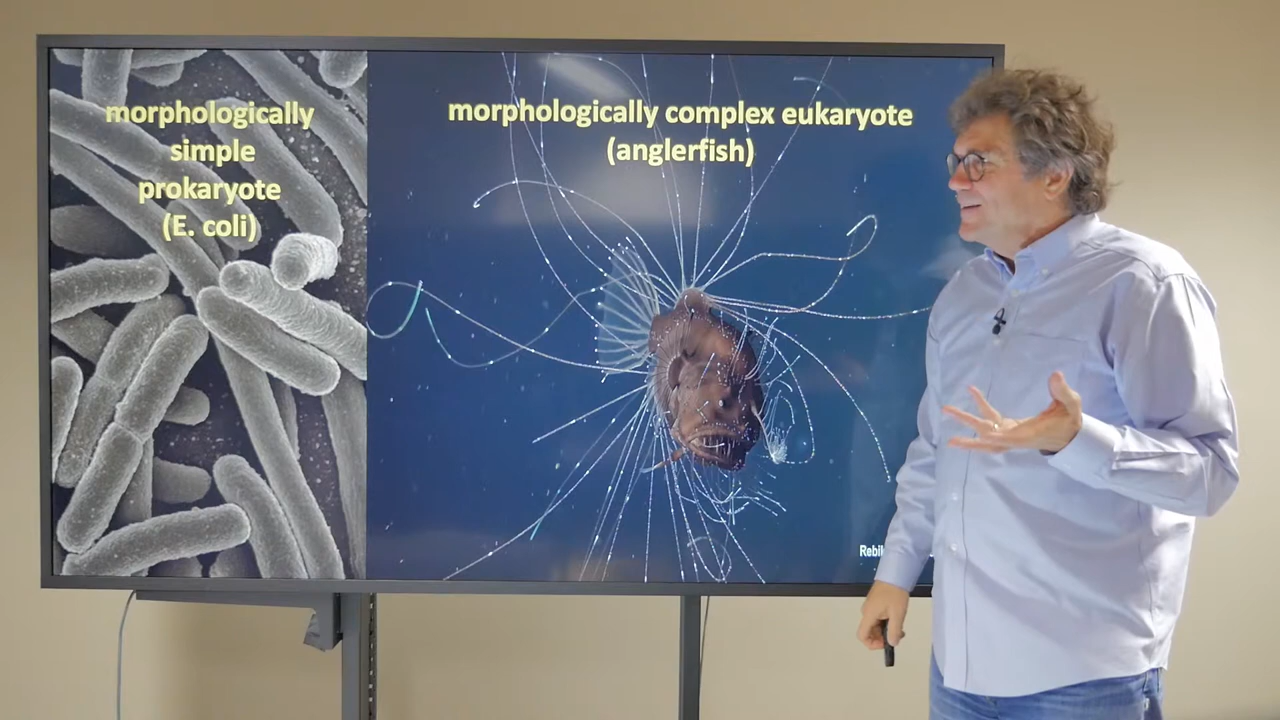 morphologically
simple
prokaryote
(E. coli)
morphologically complex eukaryote
(anglerfish)